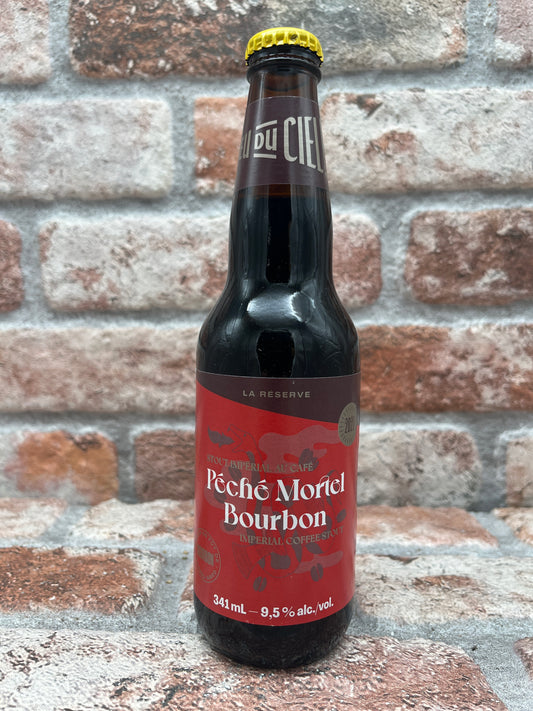 DU CIEL
LA RÉSERVE
STOUT IMPÉRIAL AU CAFÉ
Péché Mortel
Bourbon
IMPERIAL COFFEE STOUT
341 mL — 9,5 % alc./vol.